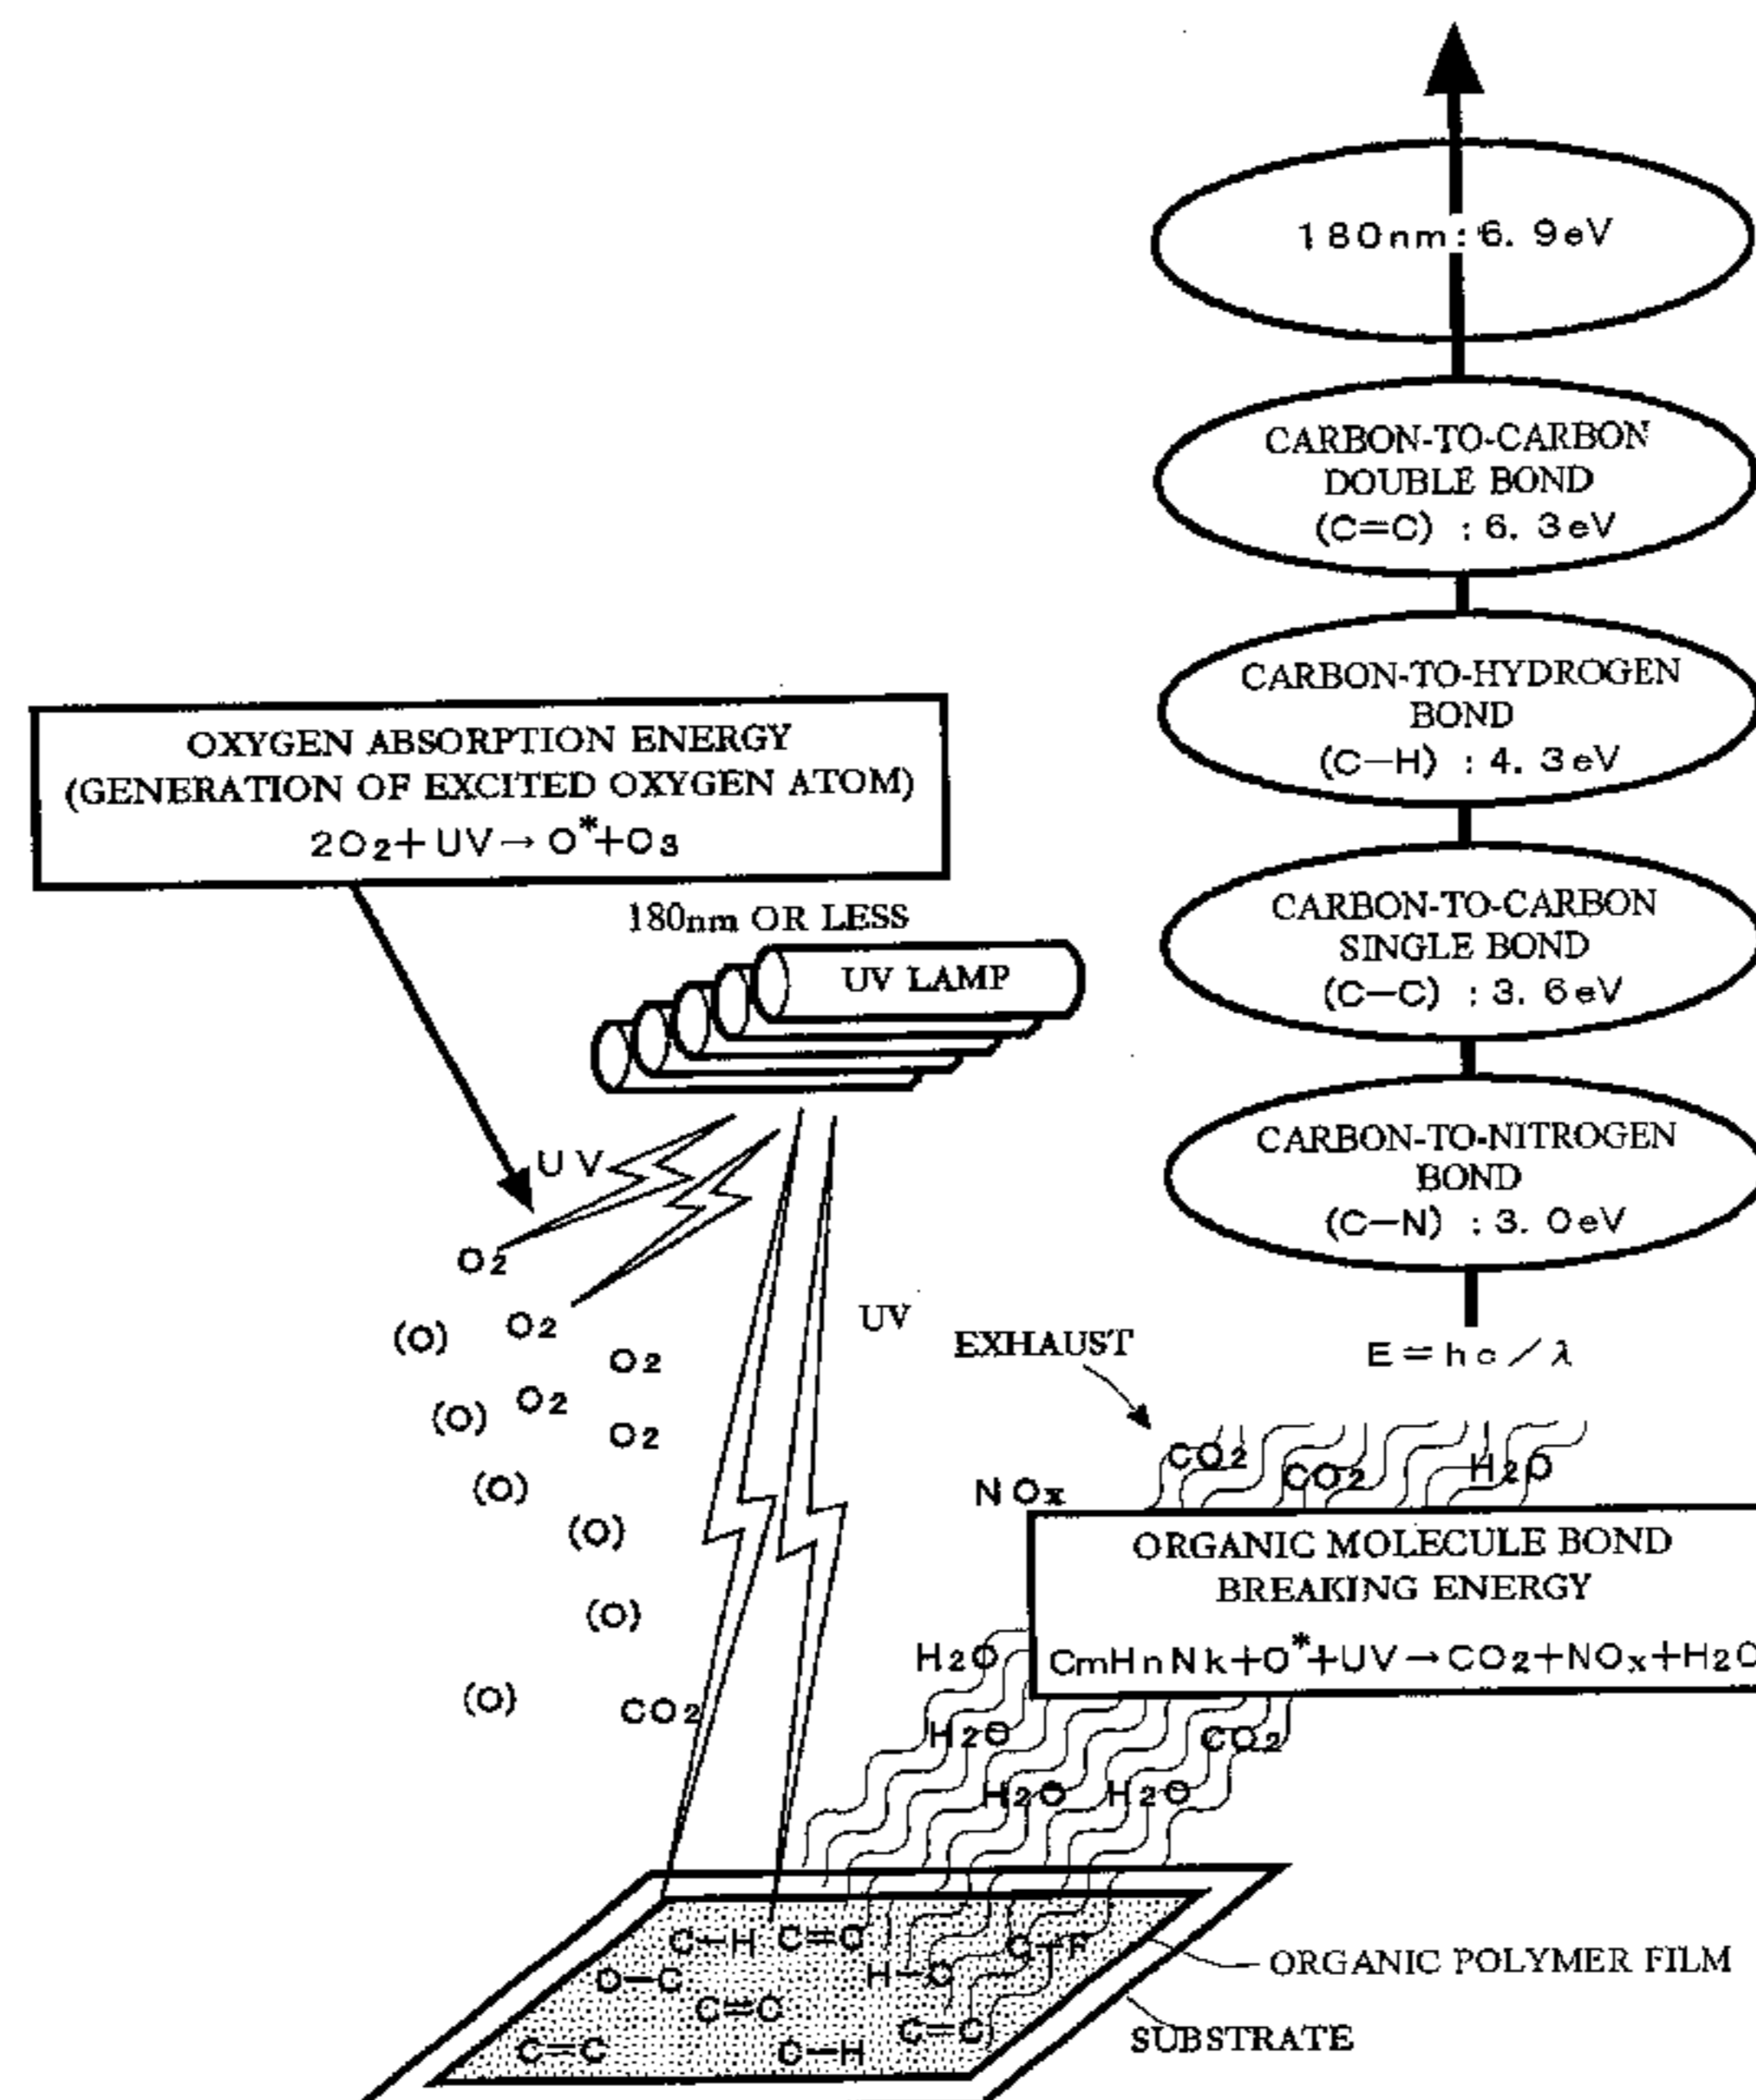 180nm:6. 9eV
CARBON-TO-CARBON
DOUBLE BOND
(C=C) :6. 3eV
CARBON-TO-HYDROGEN
BOND
(C−H) :4. 3eV
CARBON-TO-CARBON
SINGLE BOND
(C−C) :3. 6eV
CARBON-TO-NITROGEN
BOND
(C−N) :3. 0eV
E=hc/λ
OXYGEN ABSORPTION ENERGY
(GENERATION OF EXCITED OXYGEN ATOM)
2O₂+UV→O*+O₃
180nm OR LESS
UV LAMP
UV
O₂
O₂
(O)
O₂
O₂
(O)
O₂
(O)
(O)
(O)
(O)
CO₂
UV
EXHAUST
CO₂
CO₂
H₂O
NOx
ORGANIC MOLECULE BOND
BREAKING ENERGY
CmHnNk+O*+UV→CO₂+NOx+H₂O
H₂O
H₂O
CO₂
H₂O
H₂O
C−H
C=O
H−O
O−C
C=C
C=C
C−H
ORGANIC POLYMER FILM
SUBSTRATE